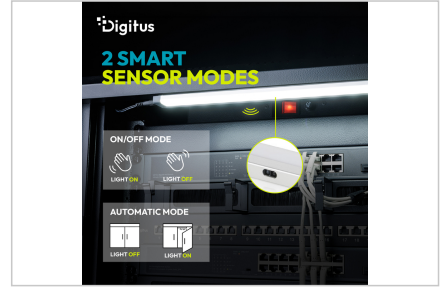 Digitus
2 SMART
SENSOR MODES
ON/OFF MODE
LIGHT ON
LIGHT OFF
AUTOMATIC MODE
LIGHT OFF
LIGHT ON